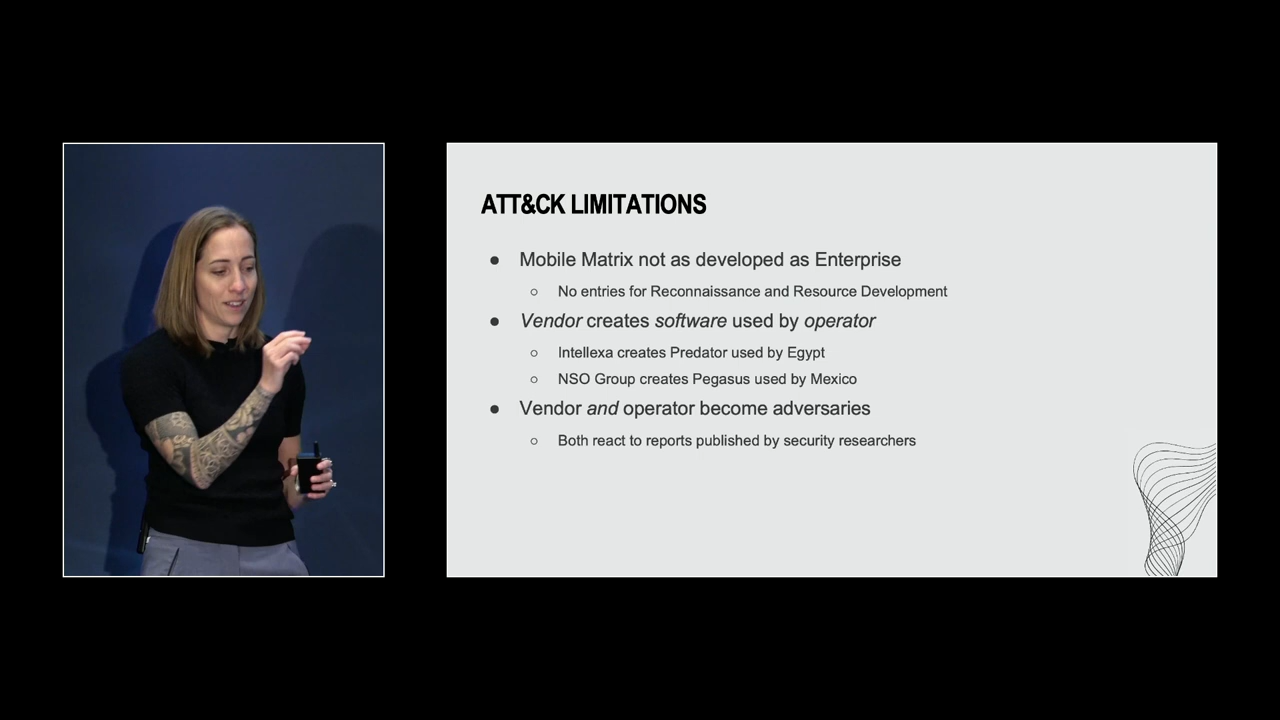 ATT&CK LIMITATIONS
● Mobile Matrix not as developed as Enterprise
○ No entries for Reconnaissance and Resource Development
● Vendor creates software used by operator
○ Intellexa creates Predator used by Egypt
○ NSO Group creates Pegasus used by Mexico
● Vendor and operator become adversaries
○ Both react to reports published by security researchers